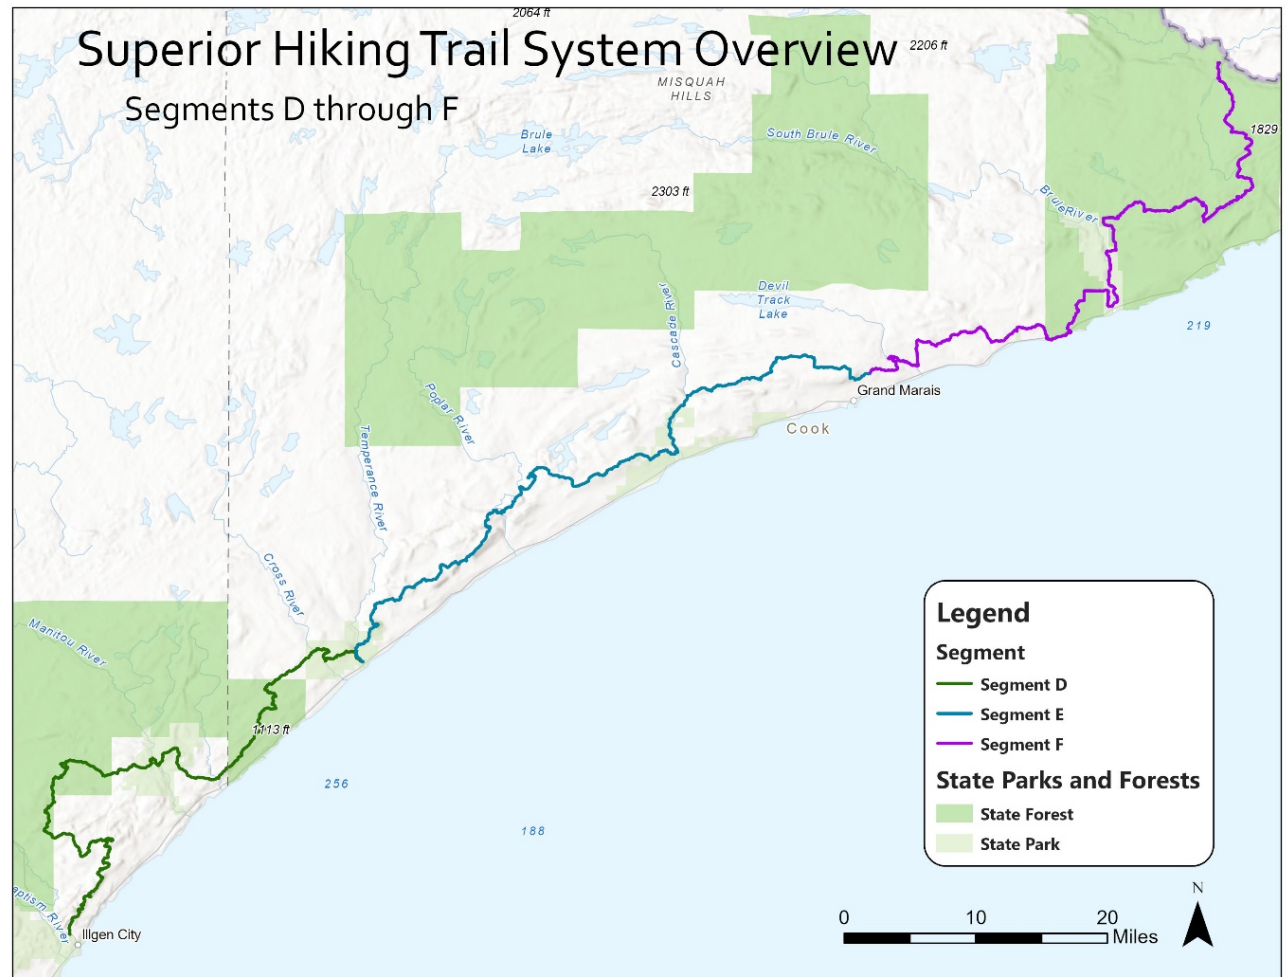 2064 ft
Superior Hiking Trail System Overview
2206 ft
MISQUAH
HILLS
Segments D through F
1829
Brule
Lake
South Brule River
2303 ft
Brule River
Devil
Track
Lake
Cascade River
219
Grand Marais
Poplar River
Cook
Temperance River
Cross River
Manitou River
1113 ft
256
188
aptism River
Illgen City
Legend
Segment
Segment D
Segment E
Segment F
State Parks and Forests
State Forest
State Park
N
0 10 20
Miles